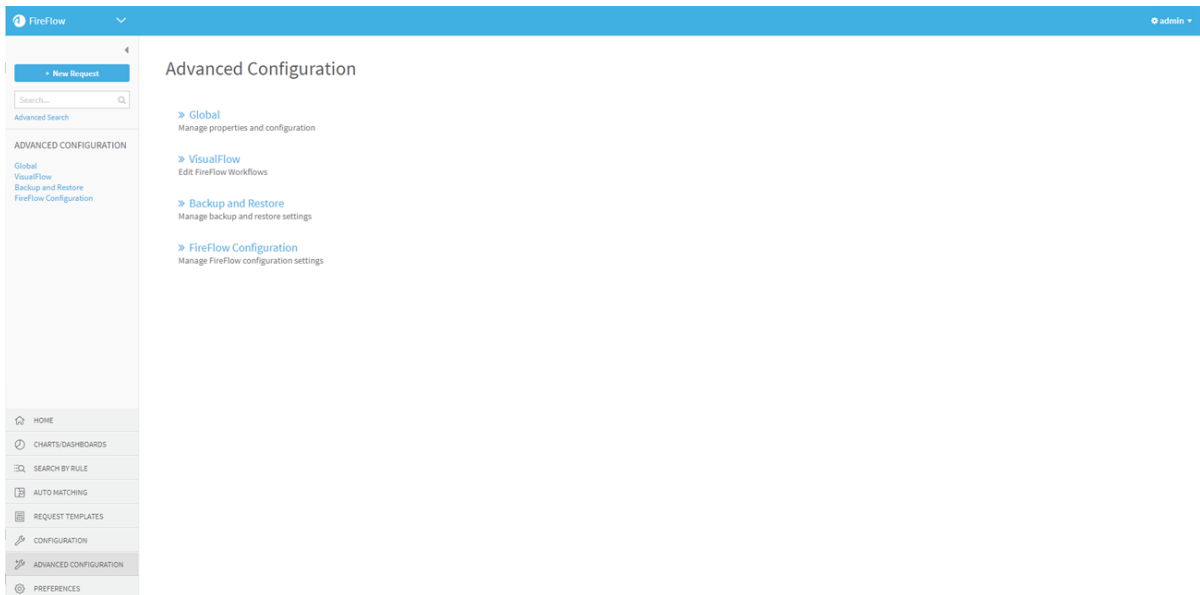 FireFlow
admin
+ New Request
Search...
Advanced Search
ADVANCED CONFIGURATION
Global
VisualFlow
Backup and Restore
FireFlow Configuration
HOME
CHARTS/DASHBOARDS
SEARCH BY RULE
AUTO MATCHING
REQUEST TEMPLATES
CONFIGURATION
ADVANCED CONFIGURATION
PREFERENCES
Advanced Configuration
» Global
Manage properties and configuration
» VisualFlow
Edit FireFlow Workflows
» Backup and Restore
Manage backup and restore settings
» FireFlow Configuration
Manage FireFlow configuration settings